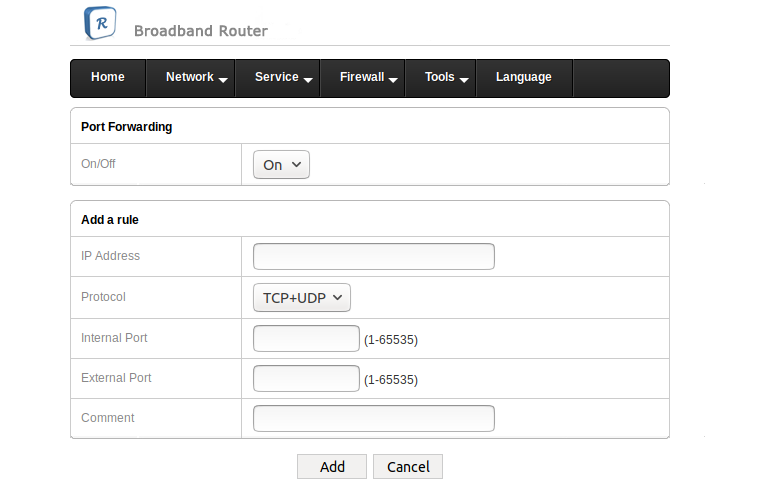 R Broadband Router
Home Network Service Firewall Tools Language
Port Forwarding
On/Off On
Add a rule
IP Address
Protocol TCP+UDP
Internal Port (1-65535)
External Port (1-65535)
Comment
Add Cancel